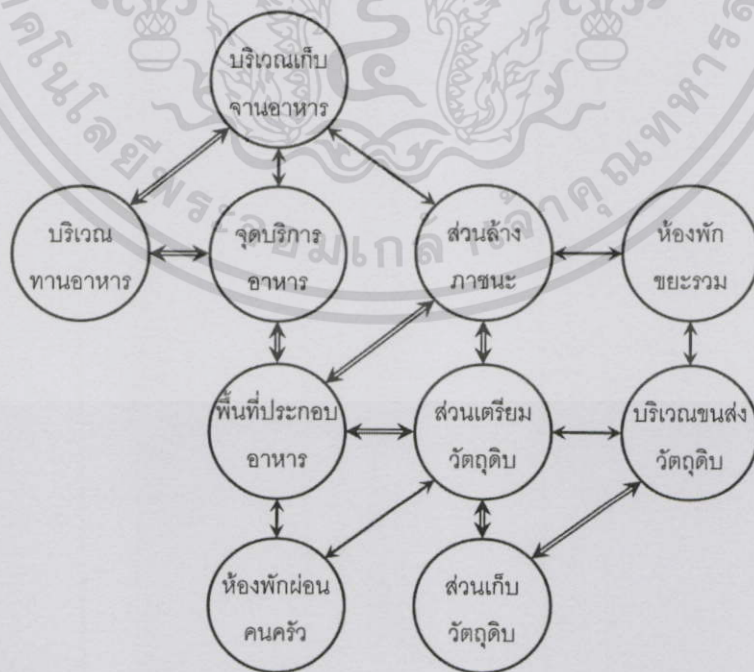 บริเวณเก็บ
จานอาหาร
บริเวณ
ทานอาหาร
จุดบริการ
อาหาร
ส่วนล้าง
ภาชนะ
ห้องพัก
ขยะรวม
พื้นที่ประกอบ
อาหาร
ส่วนเตรียม
วัตถุดิบ
บริเวณขนส่ง
วัตถุดิบ
ห้องพักผ่อน
คนครัว
ส่วนเก็บ
วัตถุดิบ